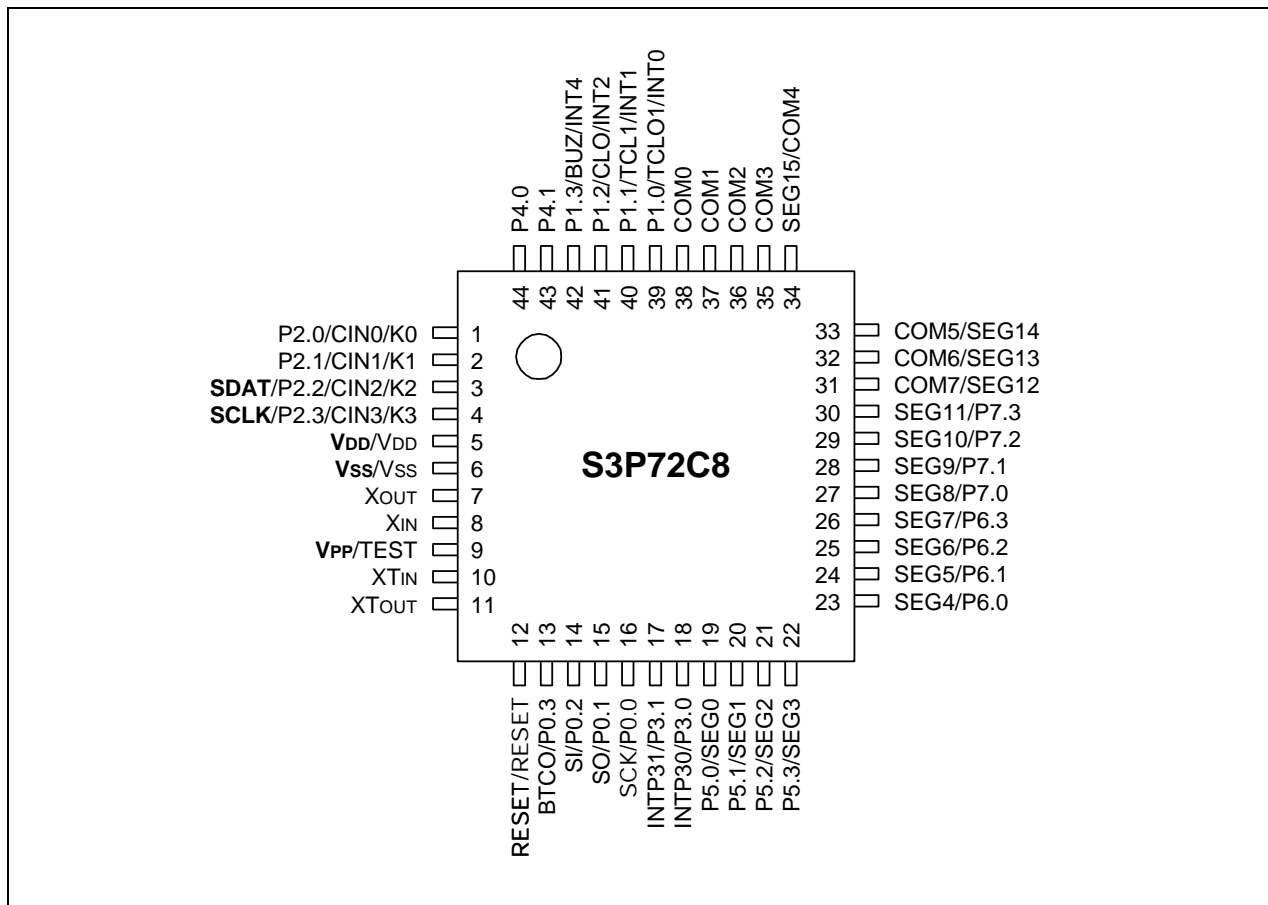 P4.0
P4.1
P1.3/BUZ/INT4
P1.2/CLO/INT2
P1.1/TCL1/INT1
P1.0/TCLO1/INT0
COM0
COM1
COM2
COM3
SEG15/COM4
44
43
42
41
40
39
38
37
36
35
34
P2.0/CIN0/K0 1
P2.1/CIN1/K1 2
SDAT/P2.2/CIN2/K2 3
SCLK/P2.3/CIN3/K3 4
VDD/VDD 5
VSS/VSS 6
XOUT 7
XIN 8
VPP/TEST 9
XTIN 10
XTOUT 11
S3P72C8
33 COM5/SEG14
32 COM6/SEG13
31 COM7/SEG12
30 SEG11/P7.3
29 SEG10/P7.2
28 SEG9/P7.1
27 SEG8/P7.0
26 SEG7/P6.3
25 SEG6/P6.2
24 SEG5/P6.1
23 SEG4/P6.0
12
13
14
15
16
17
18
19
20
21
22
RESET/RESET
BTCO/P0.3
SI/P0.2
SO/P0.1
SCK/P0.0
INTP31/P3.1
INTP30/P3.0
P5.0/SEG0
P5.1/SEG1
P5.2/SEG2
P5.3/SEG3